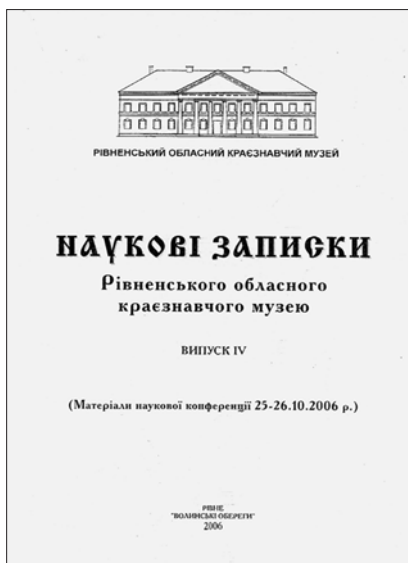 РІВНЕНСЬКИЙ ОБЛАСНИЙ КРАЄЗНАВЧИЙ МУЗЕЙ
НАУКОВІ ЗАПИСКИ
Рівненського обласного
краєзнавчого музею
ВИПУСК IV
(Матеріали наукової конференції 25-26.10.2006 р.)
РІВНЕ
"ВОЛИНСЬКІ ОБЕРЕГИ"
2006